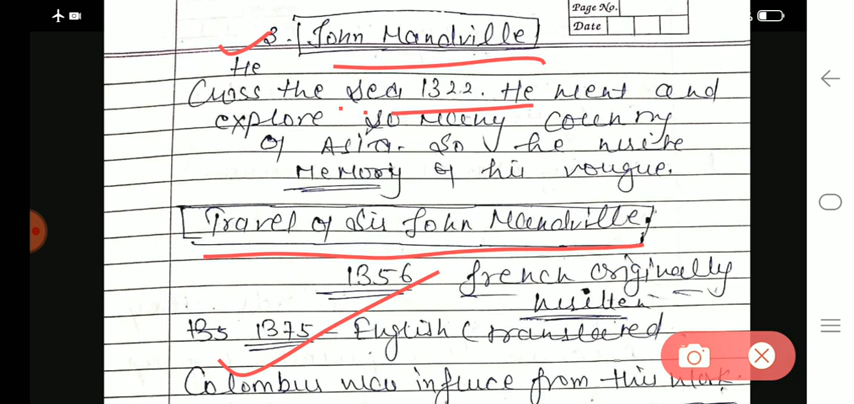 Page No.
Date
3. John Mandville
He
Cross the sea 1322. He went and
explore so many country
of Asia. So he write
Memory of his vougue.
Travel of Sir John Mandville
1356 french originally
written
135 1375 - English (translated
Colombus was influce from this work.